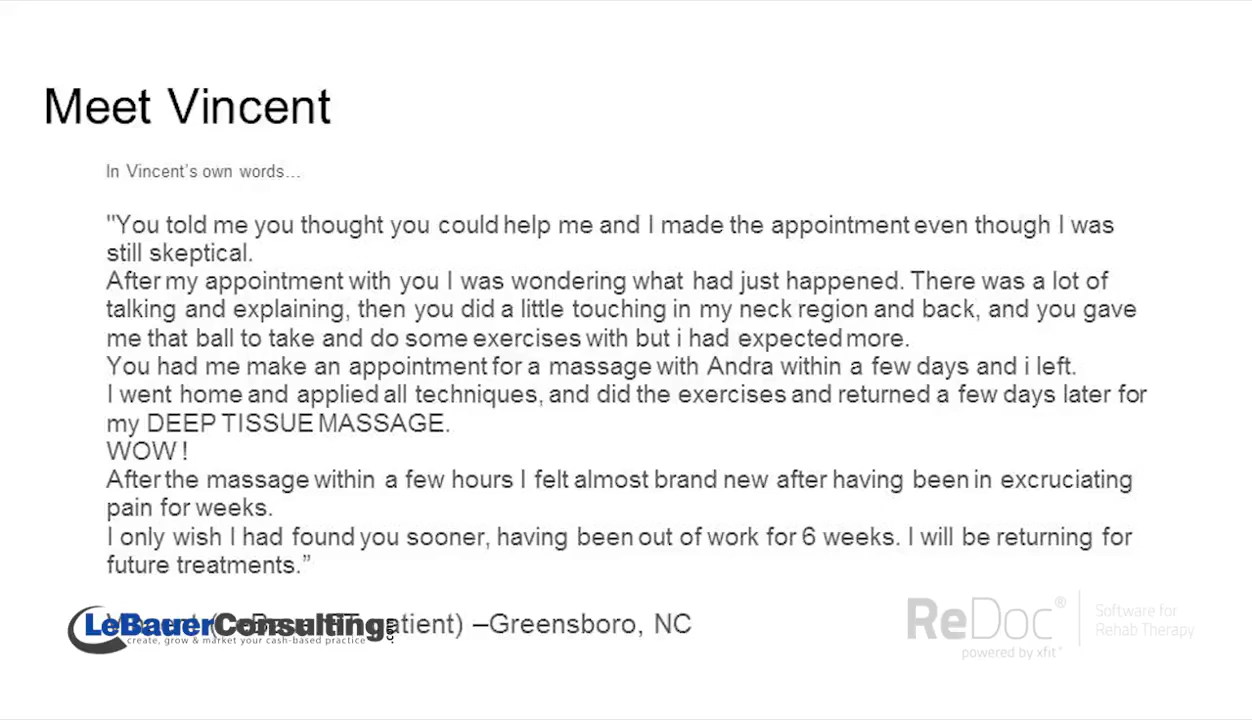 Meet Vincent
In Vincent's own words...
"You told me you thought you could help me and I made the appointment even though I was
still skeptical.
After my appointment with you I was wondering what had just happened. There was a lot of
talking and explaining, then you did a little touching in my neck region and back, and you gave
me that ball to take and do some exercises with but i had expected more.
You had me make an appointment for a massage with Andra within a few days and i left.
I went home and applied all techniques, and did the exercises and returned a few days later for
my DEEP TISSUE MASSAGE.
WOW !
After the massage within a few hours I felt almost brand new after having been in excruciating
pain for weeks.
I only wish I had found you sooner, having been out of work for 6 weeks. I will be returning for
future treatments.”
patient) –Greensboro, NC
LeBauerConsulting.com
create, grow & market your cash-based practice
ReDoc®
powered by xfit™
Software for
Rehab Therapy